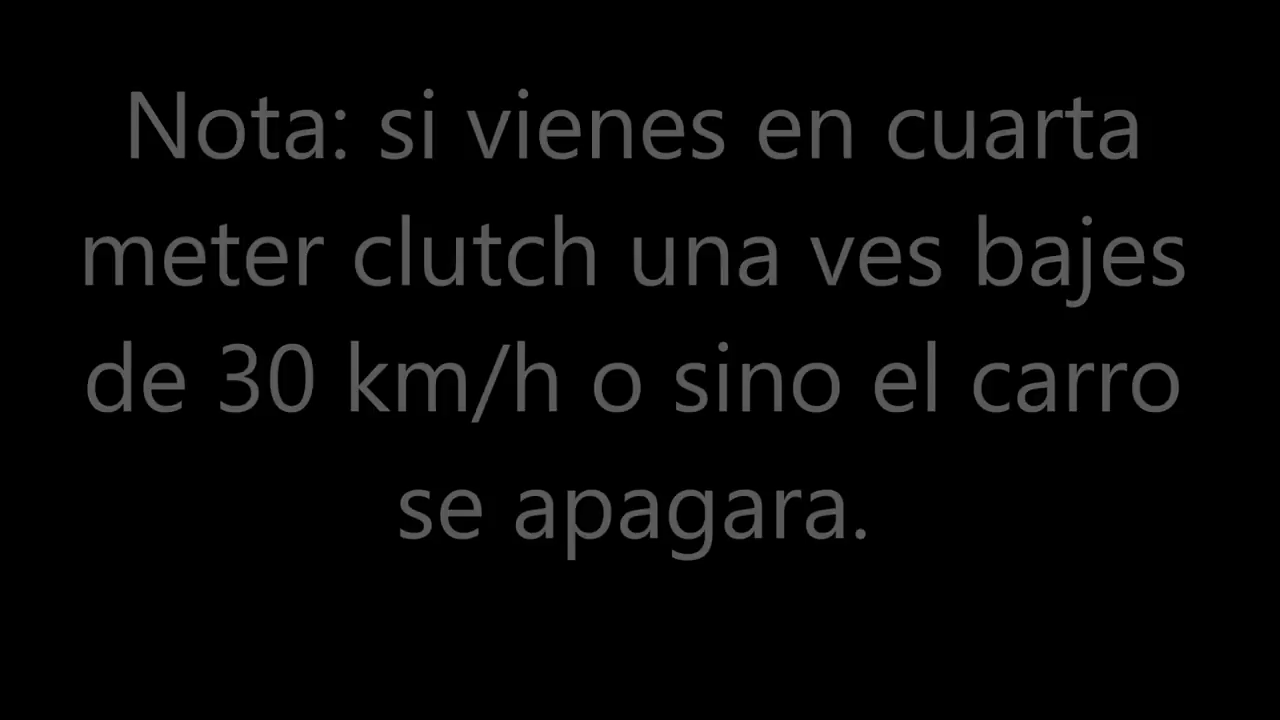 Nota: si vienes en cuarta
meter clutch una ves bajes
de 30 km/h o sino el carro
se apagara.